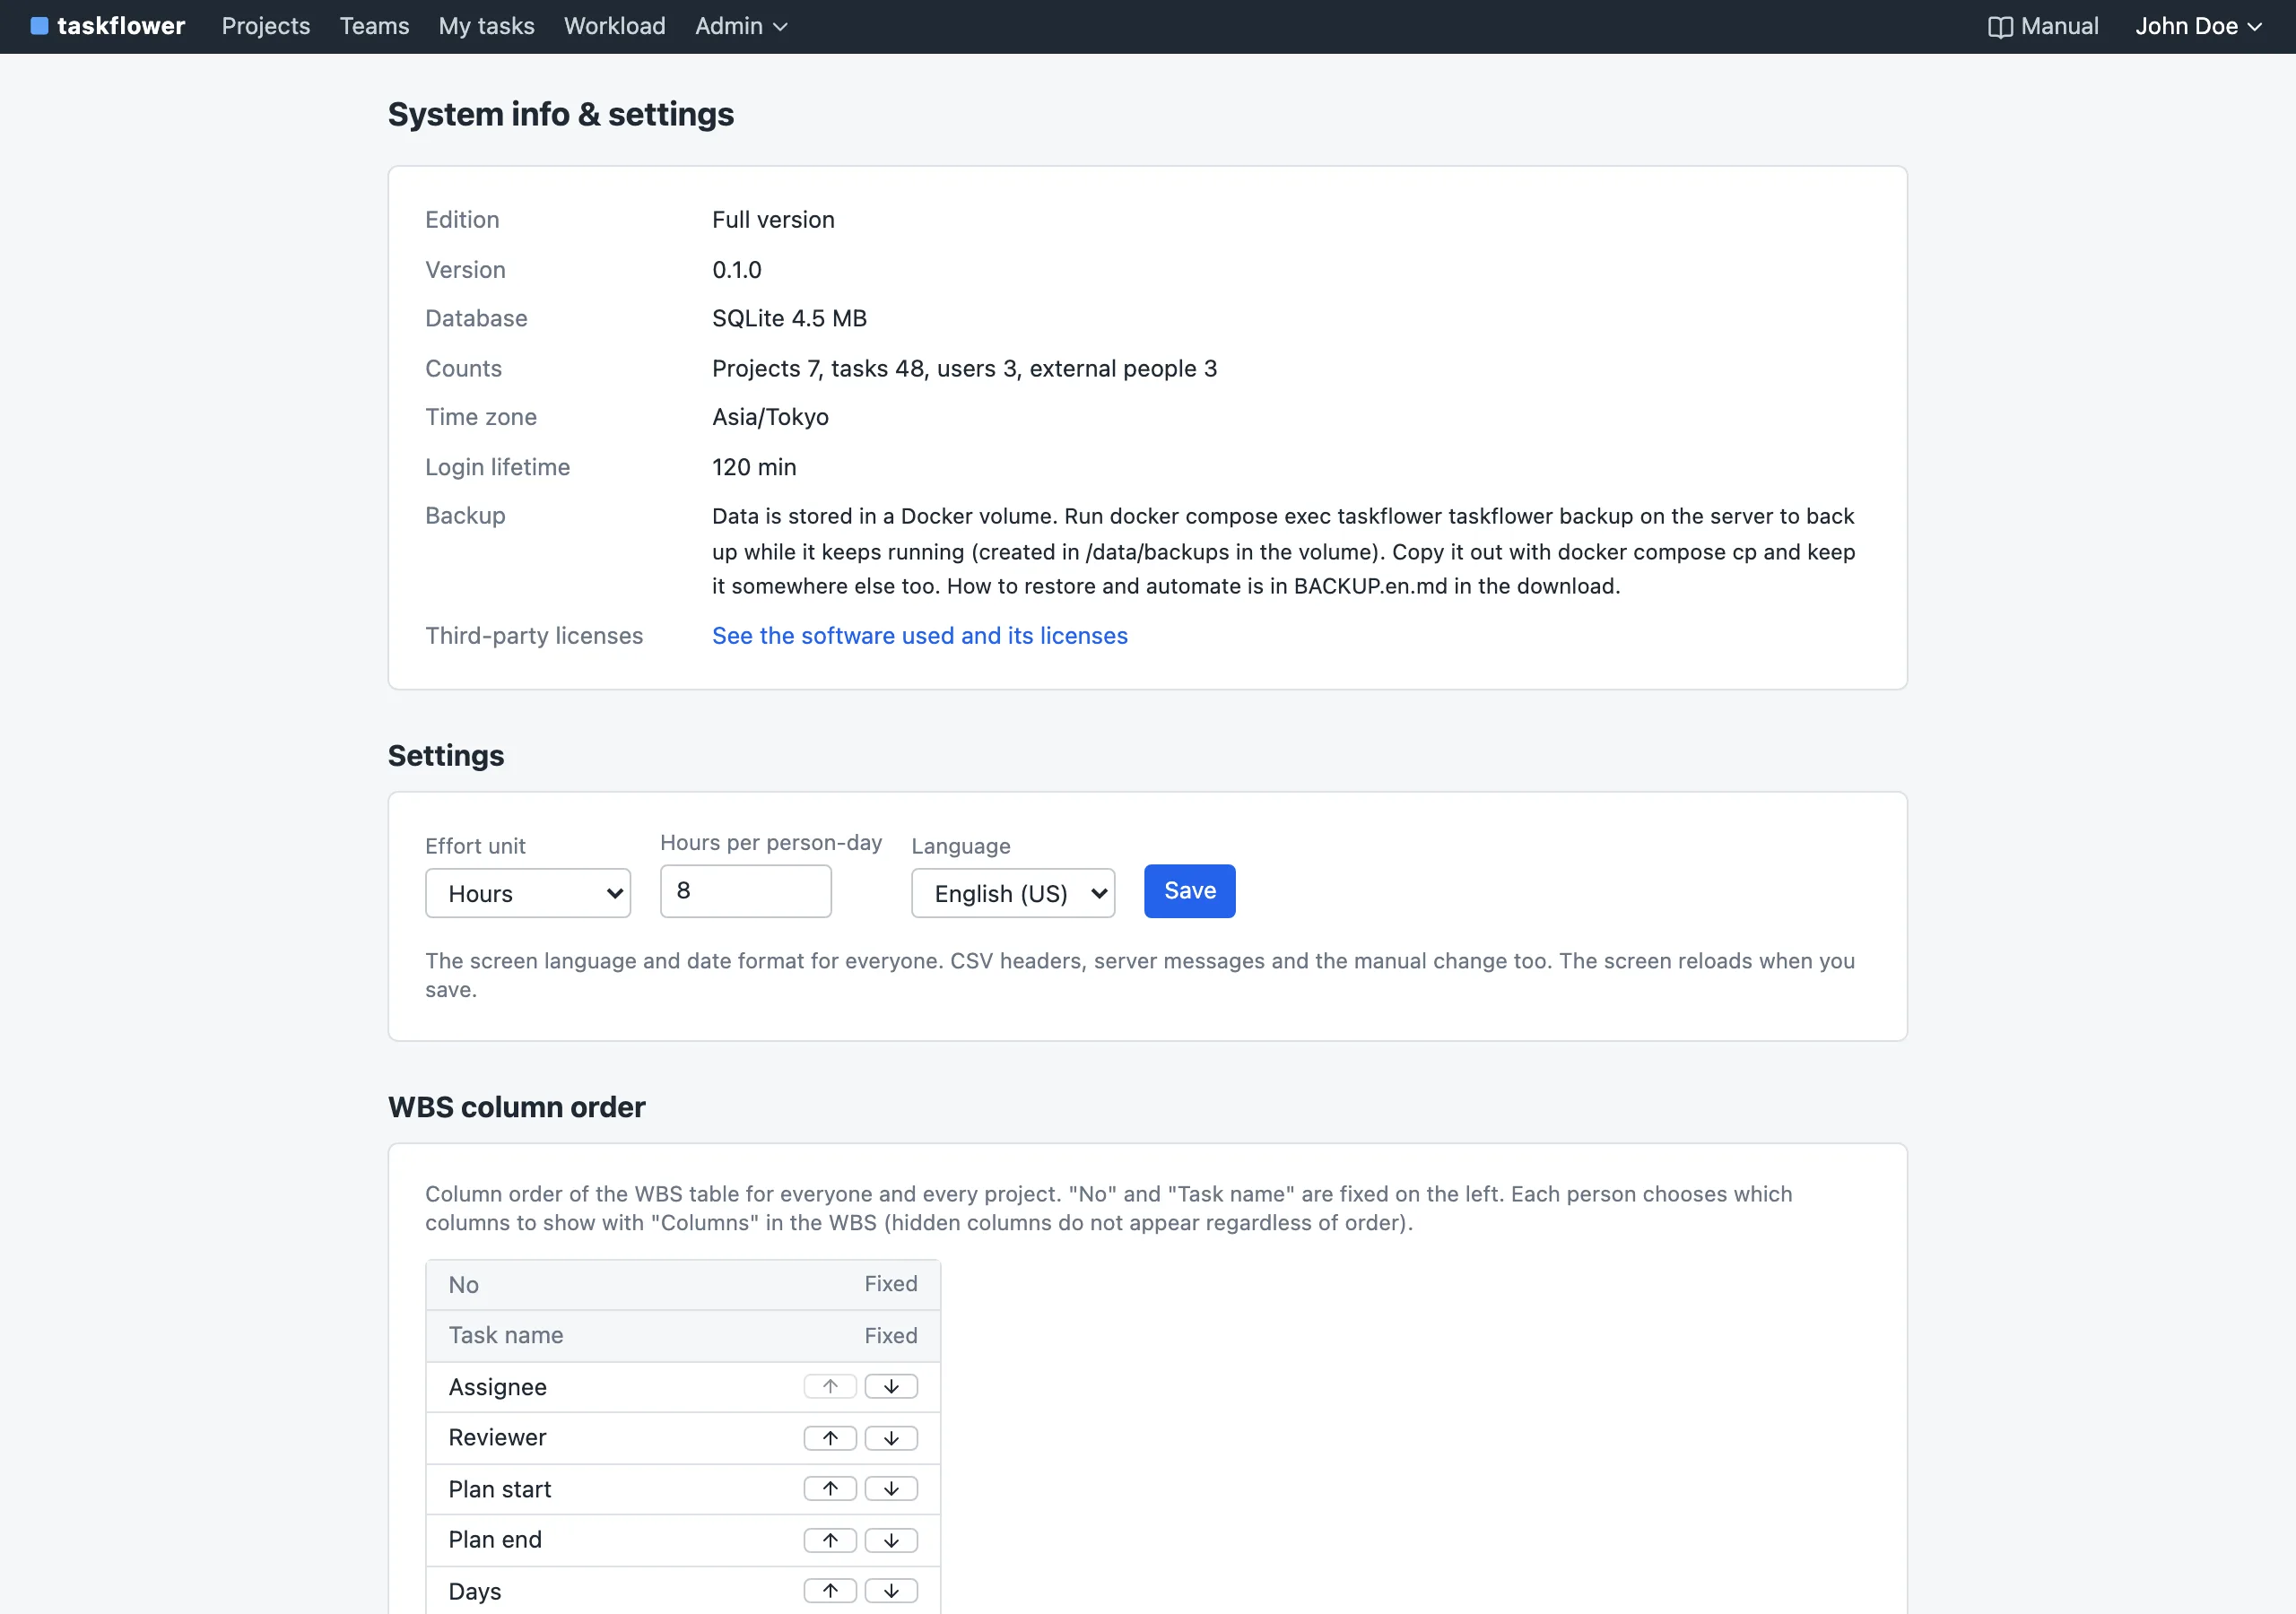 taskflower Projects Teams My tasks Workload Admin Manual John Doe
System info & settings
Edition Full version
Version 0.1.0
Database SQLite 4.5 MB
Counts Projects 7, tasks 48, users 3, external people 3
Time zone Asia/Tokyo
Login lifetime 120 min
Backup Data is stored in a Docker volume. Run docker compose exec taskflower taskflower backup on the server to back
up while it keeps running (created in /data/backups in the volume). Copy it out with docker compose cp and keep
it somewhere else too. How to restore and automate is in BACKUP.en.md in the download.
Third-party licenses See the software used and its licenses
Settings
Effort unit Hours per person-day Language
Hours 8 English (US) Save
The screen language and date format for everyone. CSV headers, server messages and the manual change too. The screen reloads when you
save.
WBS column order
Column order of the WBS table for everyone and every project. "No" and "Task name" are fixed on the left. Each person chooses which
columns to show with "Columns" in the WBS (hidden columns do not appear regardless of order).
No Fixed
Task name Fixed
Assignee ↑ ↓
Reviewer ↑ ↓
Plan start ↑ ↓
Plan end ↑ ↓
Days ↑ ↓